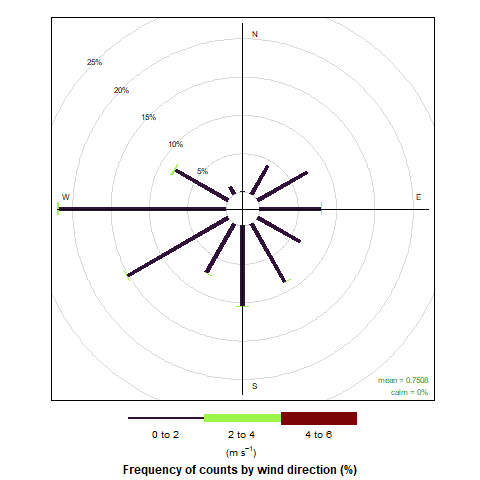 N
25%
20%
15%
10%
5%
W
E
S
mean = 0.7508
calm = 0%
0 to 2
2 to 4
4 to 6
(m s⁻¹)
Frequency of counts by wind direction (%)